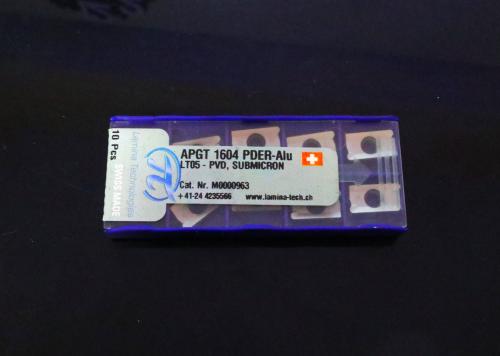 APGT 1604 PDER-Alu
LT05 - PVD, SUBMICRON
Cat. Nr. M0000963
+41-24 4235566 www.lamina-tech.ch
Lamina Technologies
10 Pcs
SWISS MADE